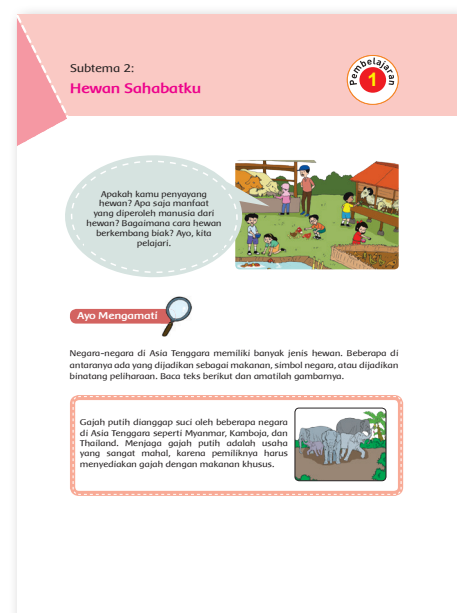 Subtema 2:
Hewan Sahabatku
Pembelajaran
1
Apakah kamu penyayang
hewan? Apa saja manfaat
yang diperoleh manusia dari
hewan? Bagaimana cara hewan
berkembang biak? Ayo, kita
pelajari.
Ayo Mengamati
Negara-negara di Asia Tenggara memiliki banyak jenis hewan. Beberapa di
antaranya ada yang dijadikan sebagai makanan, simbol negara, atau dijadikan
binatang peliharaan. Baca teks berikut dan amatilah gambarnya.
Gajah putih dianggap suci oleh beberapa negara
di Asia Tenggara seperti Myanmar, Kamboja, dan
Thailand. Menjaga gajah putih adalah usaha
yang sangat mahal, karena pemiliknya harus
menyediakan gajah dengan makanan khusus.